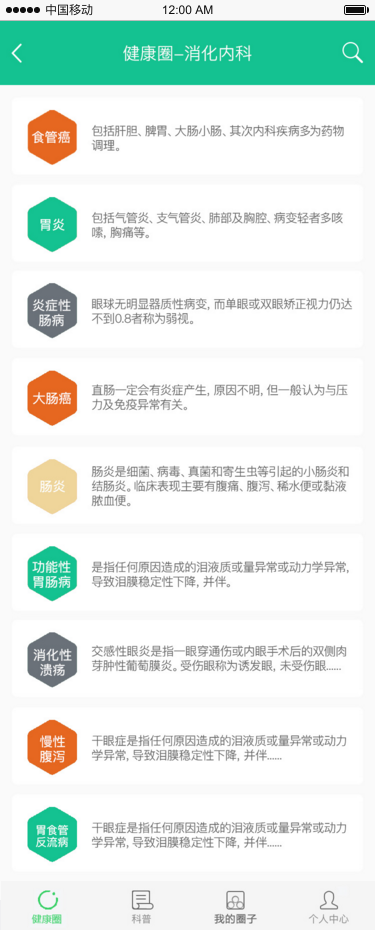 中国移动 12:00 AM
健康圈-消化内科
食管癌
包括肝胆、脾胃、大肠小肠、其次内科疾病多为药物
调理。
胃炎
包括气管炎、支气管炎、肺部及胸腔、病变轻者多咳
嗽,胸痛等。
炎症性
肠病
眼球无明显器质性病变,而单眼或双眼矫正视力仍达
不到0.8者称为弱视。
大肠癌
直肠一定会有炎症产生,原因不明,但一般认为与压
力及免疫异常有关。
肠炎
肠炎是细菌、病毒、真菌和寄生虫等引起的小肠炎和
结肠炎。临床表现主要有腹痛、腹泻、稀水便或黏液
脓血便。
功能性
胃肠病
是指任何原因造成的泪液质或量异常或动力学异常,
导致泪膜稳定性下降,并伴。
消化性
溃疡
交感性眼炎是指一眼穿通伤或内眼手术后的双侧肉
芽肿性葡萄膜炎。受伤眼称为诱发眼,未受伤眼......
慢性
腹泻
干眼症是指任何原因造成的泪液质或量异常或动力
学异常,导致泪膜稳定性下降,并伴......
胃食管
反流病
干眼症是指任何原因造成的泪液质或量异常或动力
学异常,导致泪膜稳定性下降,并伴......
健康圈 科普 我的圈子 个人中心